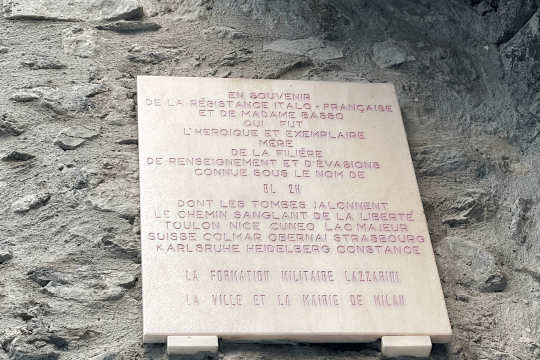 EN SOUVENIR
DE LA RÉSISTANCE ITALO - FRANÇAISE
ET DE MADAME BASSO
QUI FUT
L'HEROIQUE ET EXEMPLAIRE
MÈRE
DE LA FILIÉRE
DE RENSEIGNEMENT ET D'ÉVASIONS
CONNUE SOUS LE NOM DE
BL 2H
DONT LES TOMBES JALONNENT
LE CHEMIN SANGLANT DE LA LIBERTÉ
TOULON NICE CUNEO LAC MAJEUR
SUISSE COLMAR OBERNAI STRASBOURG
KARLSRUHE HEIDELBERG CONSTANCE
LA FORMATION MILITAIRE LAZZARINI
LA VILLE ET LA MAIRIE DE MILAN